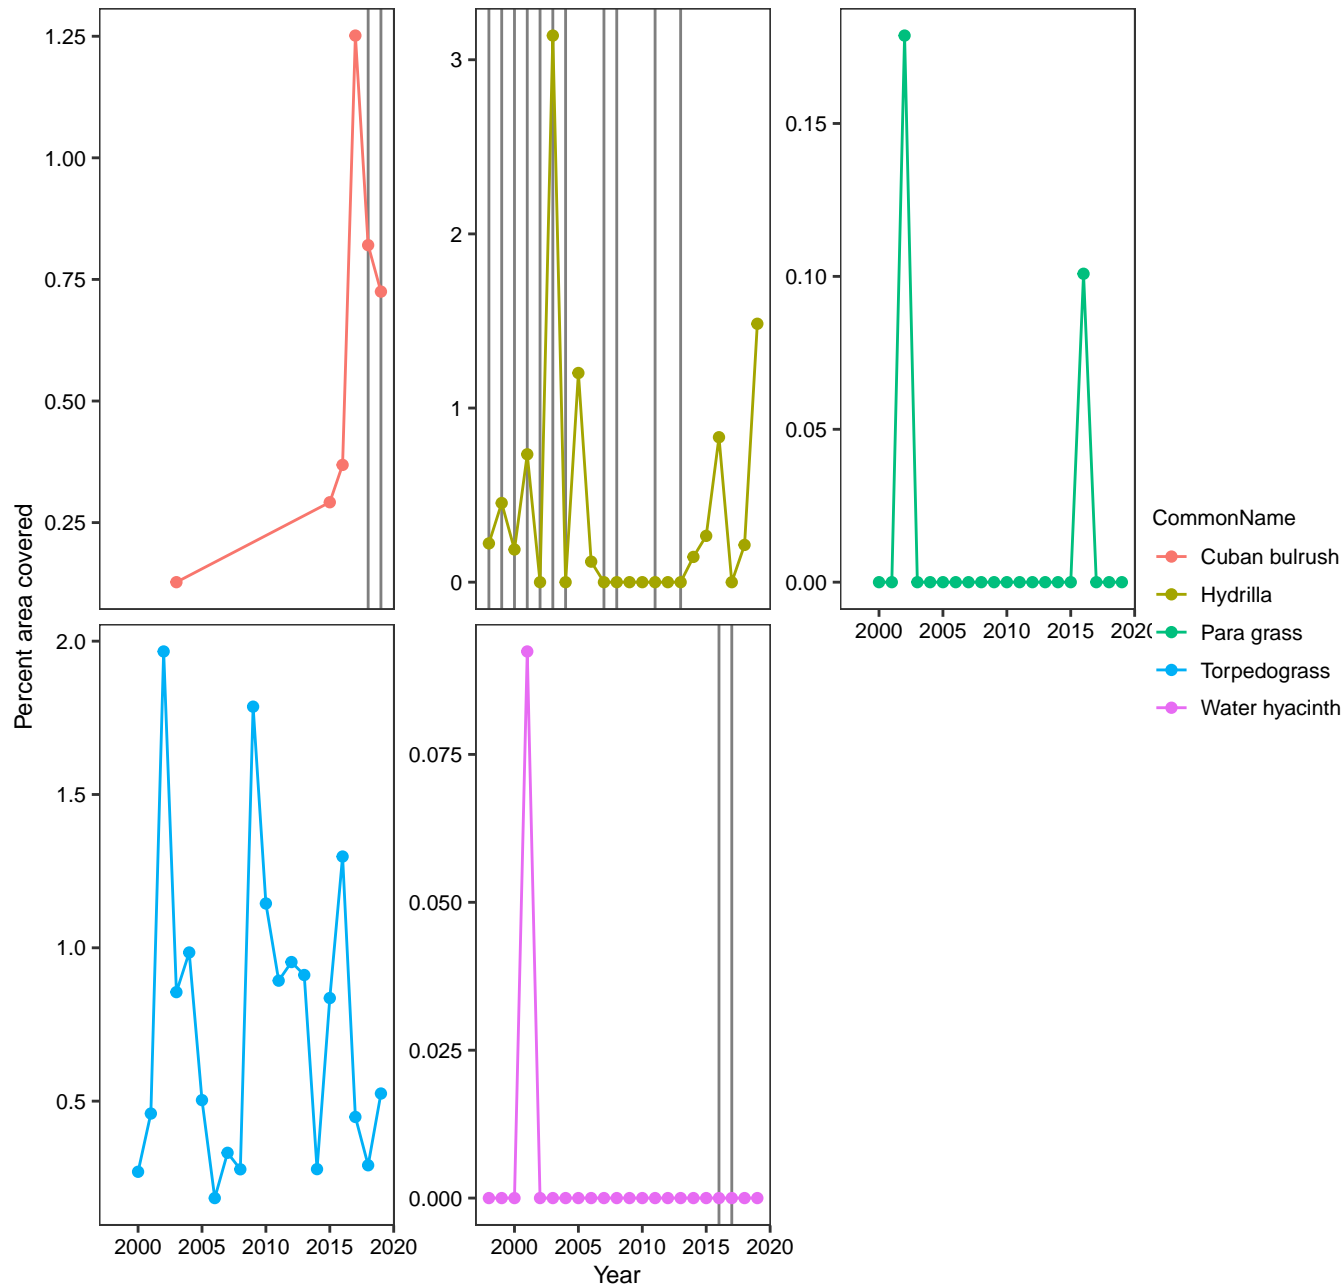 Percent area covered
1.25
1.00
0.75
0.50
0.25
3
2
1
0
0.15
0.10
0.05
0.00
2000 2005 2010 2015 2020
2.0
1.5
1.0
0.5
2000 2005 2010 2015 2020
0.075
0.050
0.025
0.000
2000 2005 2010 2015 2020
Year
CommonName
Cuban bulrush
Hydrilla
Para grass
Torpedograss
Water hyacinth